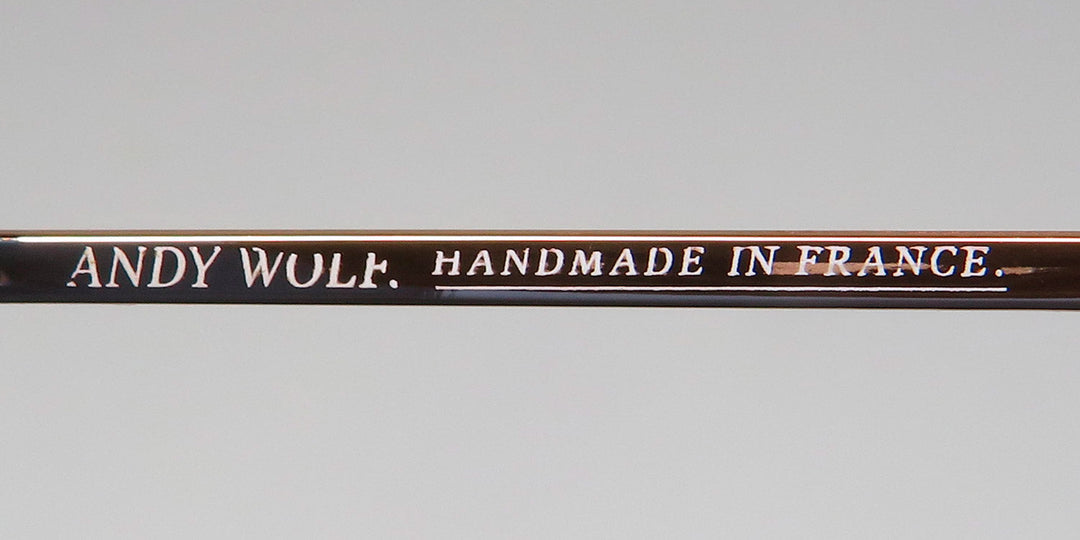 ANDY WOLF. HANDMADE IN FRANCE.